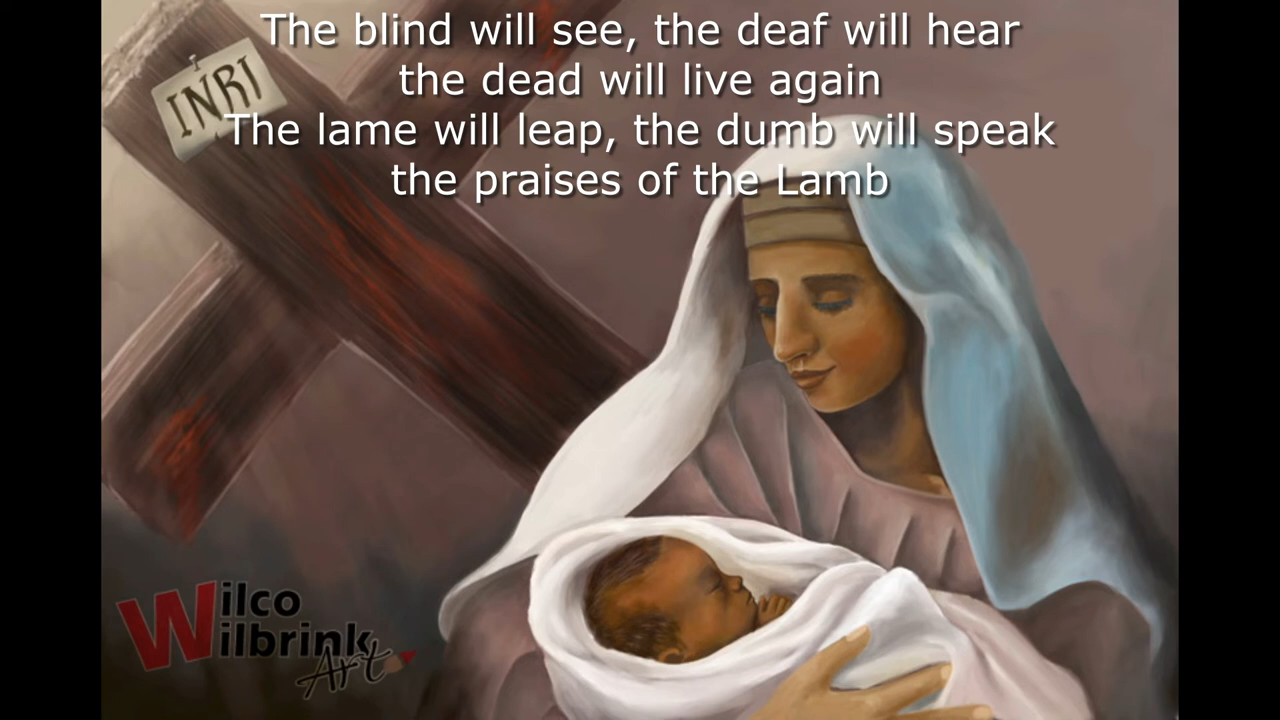 The blind will see, the deaf will hear
the dead will live again
The lame will leap, the dumb will speak
the praises of the Lamb
INRI
Wilco
Wilbrink
Art